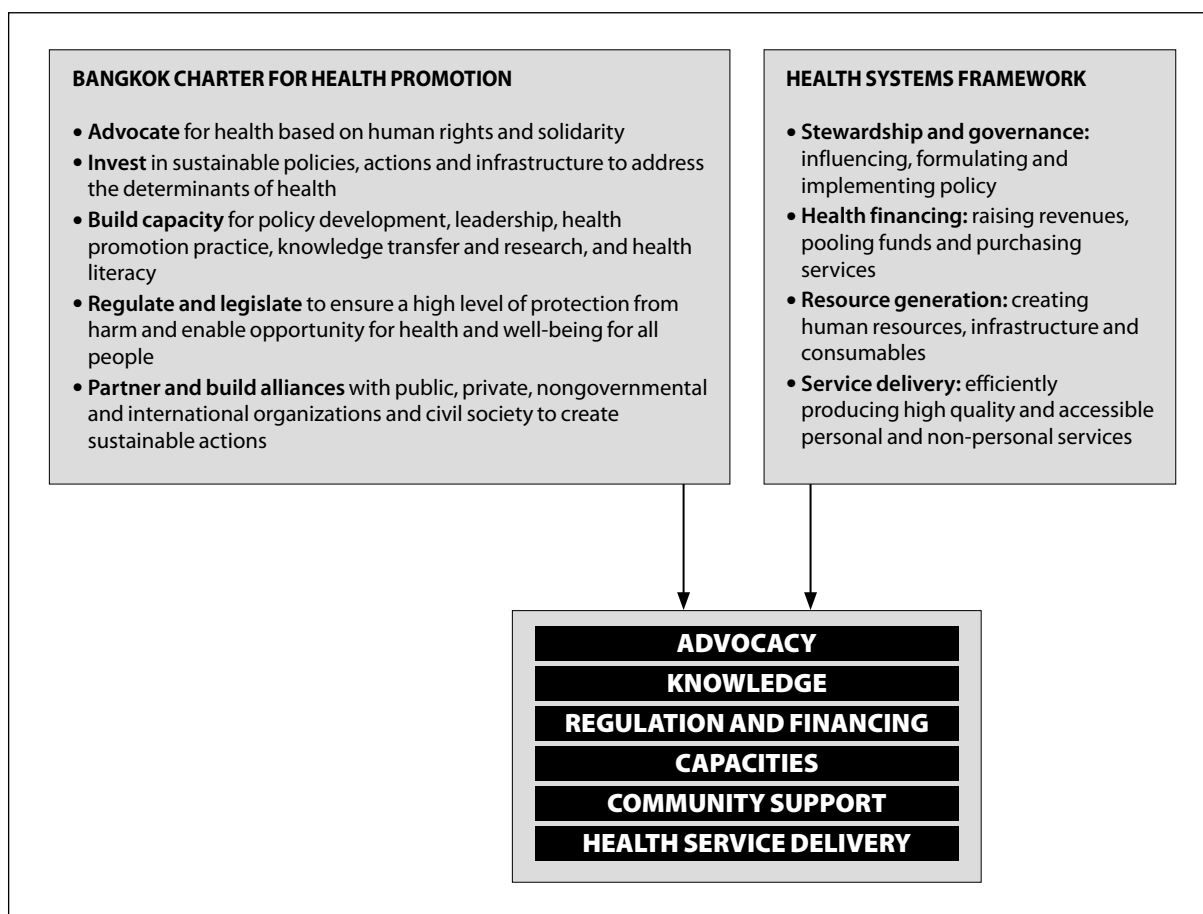 BANGKOK CHARTER FOR HEALTH PROMOTION
• Advocate for health based on human rights and solidarity
• Invest in sustainable policies, actions and infrastructure to address
the determinants of health
• Build capacity for policy development, leadership, health
promotion practice, knowledge transfer and research, and health
literacy
• Regulate and legislate to ensure a high level of protection from
harm and enable opportunity for health and well-being for all
people
• Partner and build alliances with public, private, nongovernmental
and international organizations and civil society to create
sustainable actions
HEALTH SYSTEMS FRAMEWORK
• Stewardship and governance:
influencing, formulating and
implementing policy
• Health financing: raising revenues,
pooling funds and purchasing
services
• Resource generation: creating
human resources, infrastructure and
consumables
• Service delivery: efficiently
producing high quality and accessible
personal and non-personal services
ADVOCACY
KNOWLEDGE
REGULATION AND FINANCING
CAPACITIES
COMMUNITY SUPPORT
HEALTH SERVICE DELIVERY